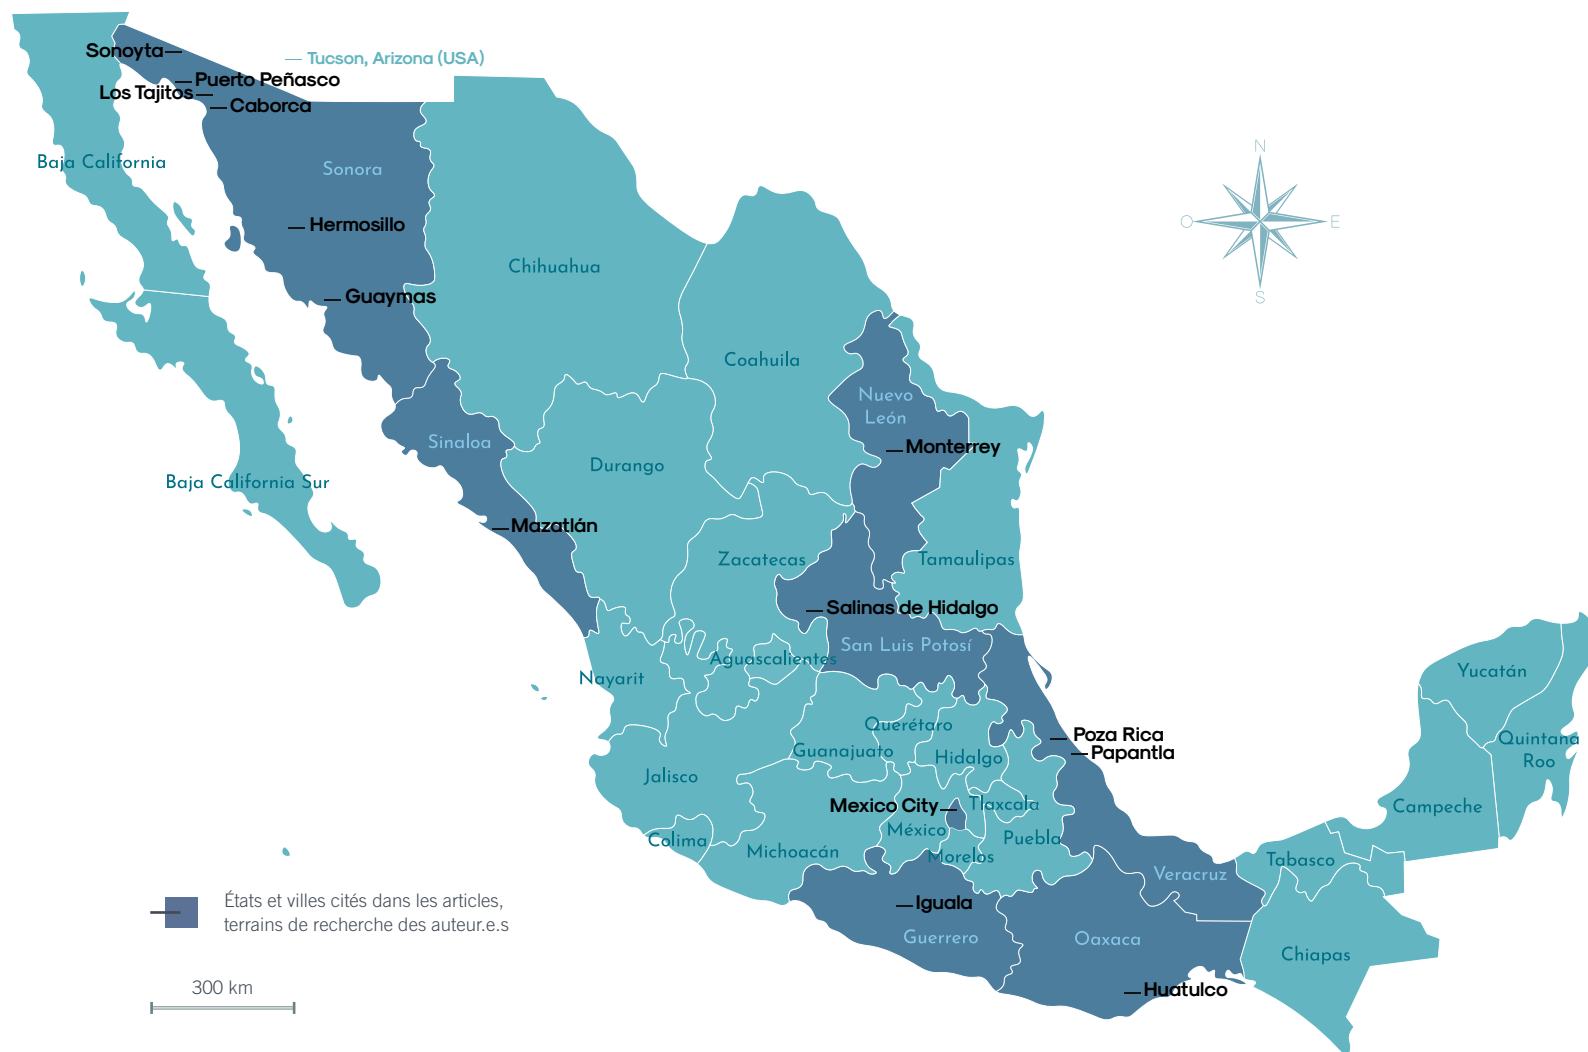 Sonoyta
Tucson, Arizona (USA)
Puerto Peñasco
Los Tajitos
Caborca
N
Baja California
Sonora
O
E
Hermosillo
Chihuahua
Guaymas
S
Coahuila
Nuevo
León
Sinaloa
Monterrey
Durango
Baja California Sur
Mazatlán
Zacatecas
Tamaulipas
Salinas de Hidalgo
San Luis Potosí
Aguascalientes
Nayarit
Yucatán
Querétaro
Poza Rica
Papantla
Quintana
Roo
Guanajuato
Hidalgo
Jalisco
Mexico City
Tlaxcala
Campeche
México
Puebla
Colima
Michoacán
Morelos
Tabasco
Veracruz
États et villes cités dans les articles,
terrains de recherche des auteur.e.s
Iguala
Guerrero
Oaxaca
Chiapas
300 km
Huatulco